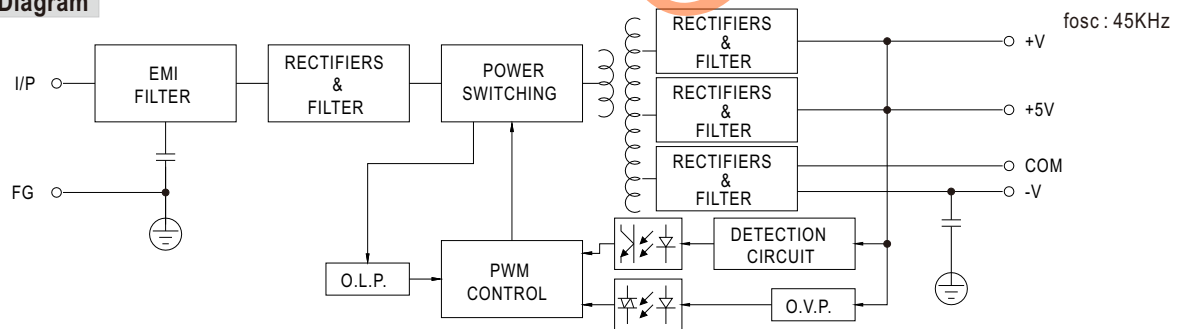 Diagram
fosc : 45KHz
I/P
EMI
FILTER
RECTIFIERS
&
FILTER
POWER
SWITCHING
RECTIFIERS
&
FILTER
+V
RECTIFIERS
&
FILTER
+5V
RECTIFIERS
&
FILTER
COM
-V
FG
O.L.P.
PWM
CONTROL
DETECTION
CIRCUIT
O.V.P.